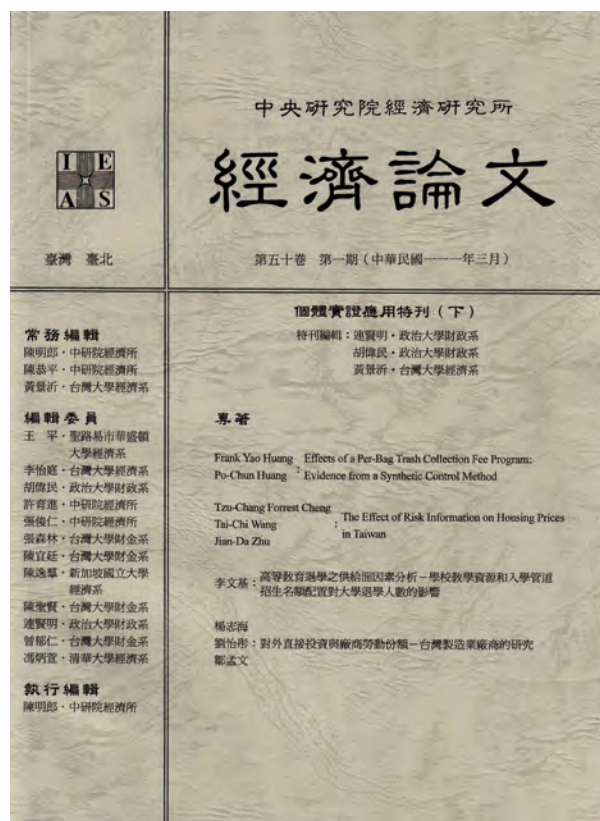 中央研究院經濟研究所
I E
A S
經濟論文
臺灣 臺北
第五十卷 第一期(中華民國一一一年三月)
常務編輯
陳明郎・中研院經濟所
陳恭平・中研院經濟所
黃景沂・台灣大學經濟系
編輯委員
王 平・聖路易市華盛頓
大學經濟系
李怡庭・台灣大學經濟系
胡偉民・政治大學財政系
許育進・中研院經濟所
張俊仁・中研院經濟所
張森林・台灣大學財金系
陳宜廷・台灣大學財金系
陳逸羣・新加坡國立大學
經濟系
陳聖賢・台灣大學財金系
連賢明・政治大學財政系
曾郁仁・台灣大學財金系
馮炳萱・清華大學經濟系
執行編輯
陳明郎・中研院經濟所
個體實證應用特刊(下)
特刊編輯:連賢明・政治大學財政系
胡偉民・政治大學財政系
黃景沂・台灣大學經濟系
專著
Frank Yao Huang
Po-Chun Huang
: Effects of a Per-Bag Trash Collection Fee Program:
Evidence from a Synthetic Control Method
Tzu-Chang Forrest Cheng
Tai-Chi Wang
Jian-Da Zhu
: The Effect of Risk Information on Housing Prices
in Taiwan
李文基:高等教育退學之供給面因素分析-學校教學資源和入學管道
招生名額配置對大學退學人數的影響
楊志海
劉怡彤:對外直接投資與廠商勞動份額-台灣製造業廠商的研究
鄒孟文